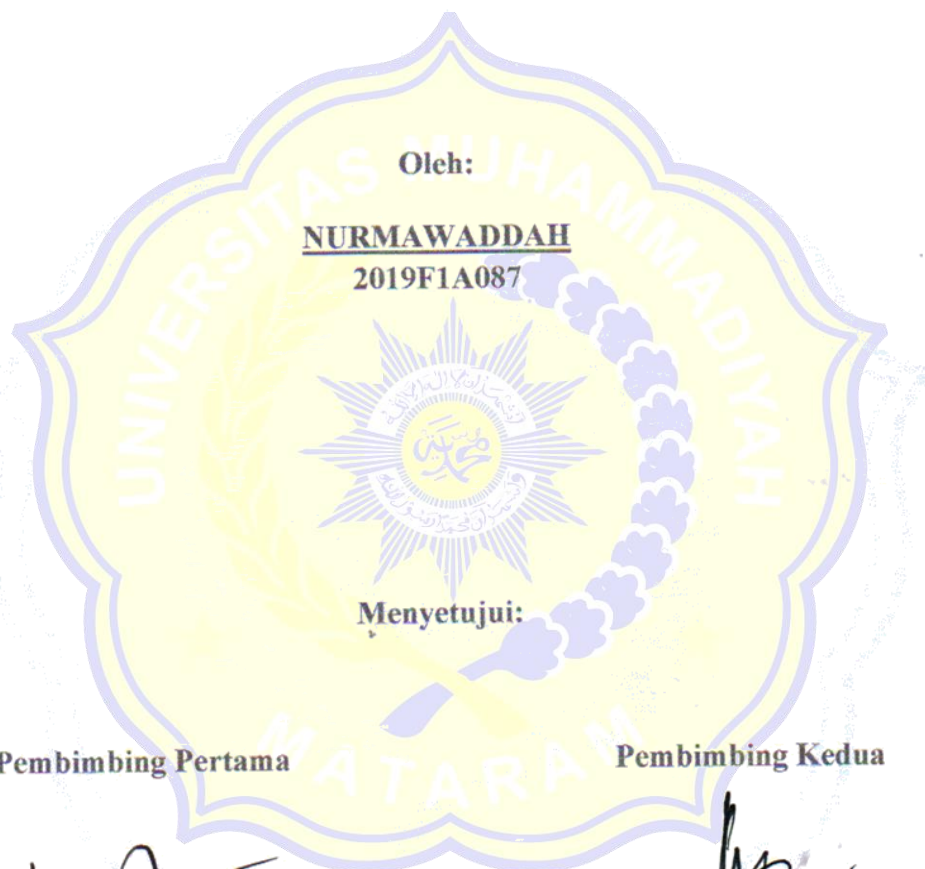 Oleh:
NURMAWADDAH
2019F1A087
UNIVERSITAS MUHAMMADIYAH
Menyetujui:
Pembimbing Pertama
Pembimbing Kedua
MATARAM